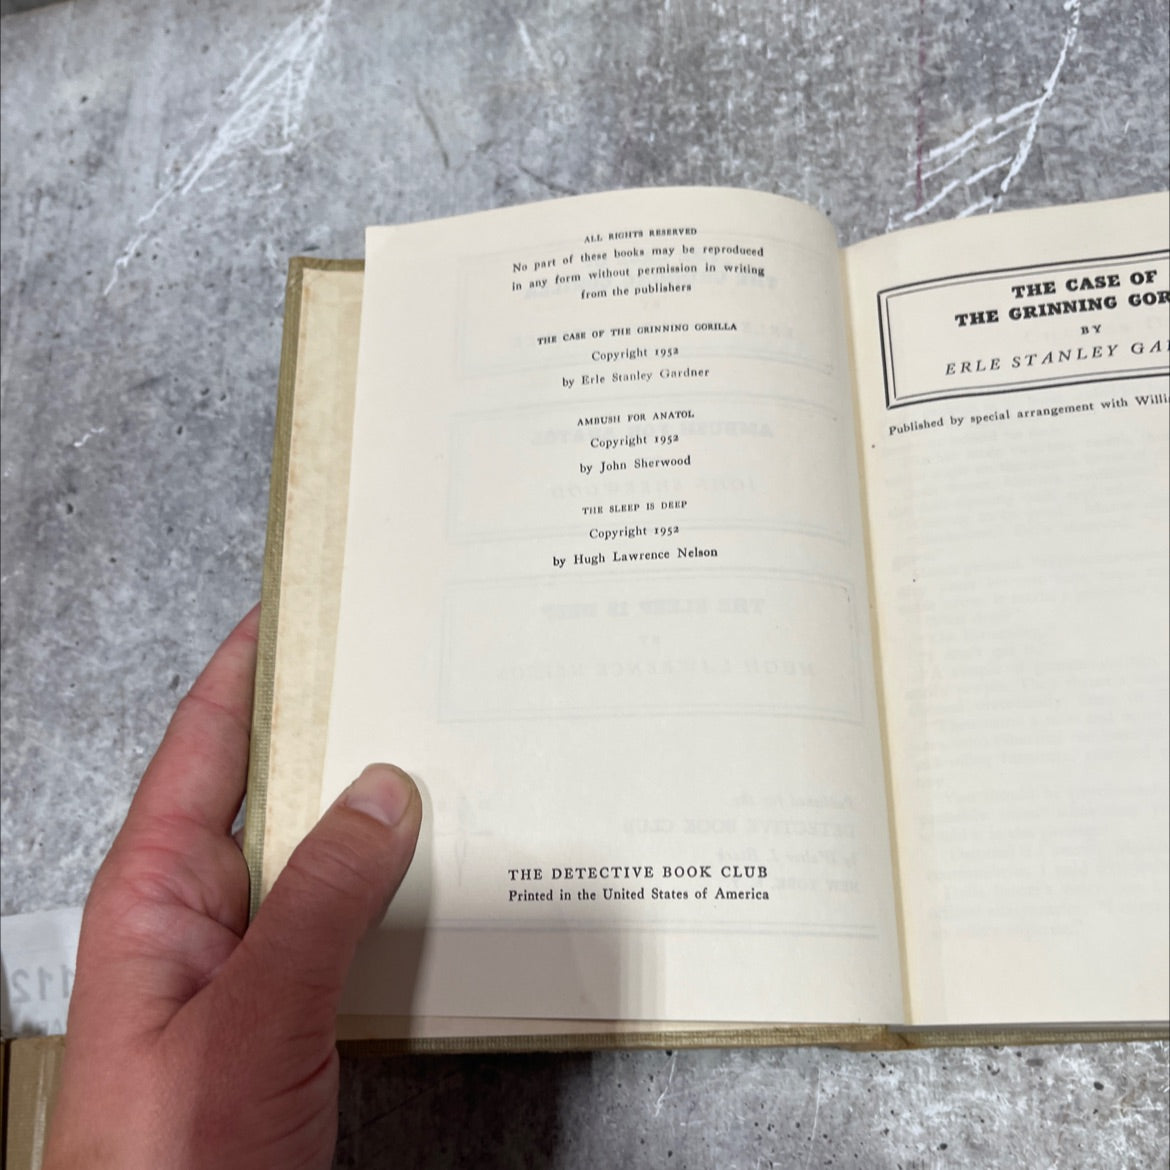 ALL RIGHTS RESERVED
No part of these books may be reproduced
in any form without permission in writing
from the publishers
THE CASE OF THE GRINNING GORILLA
Copyright 1952
by Erle Stanley Gardner
AMBUSH FOR ANATOL
Copyright 1952
by John Sherwood
THE SLEEP IS DEEP
Copyright 1952
by Hugh Lawrence Nelson
THE DETECTIVE BOOK CLUB
Printed in the United States of America
THE CASE OF
THE GRINNING GOR
BY
ERLE STANLEY GA
Published by special arrangement with Willi